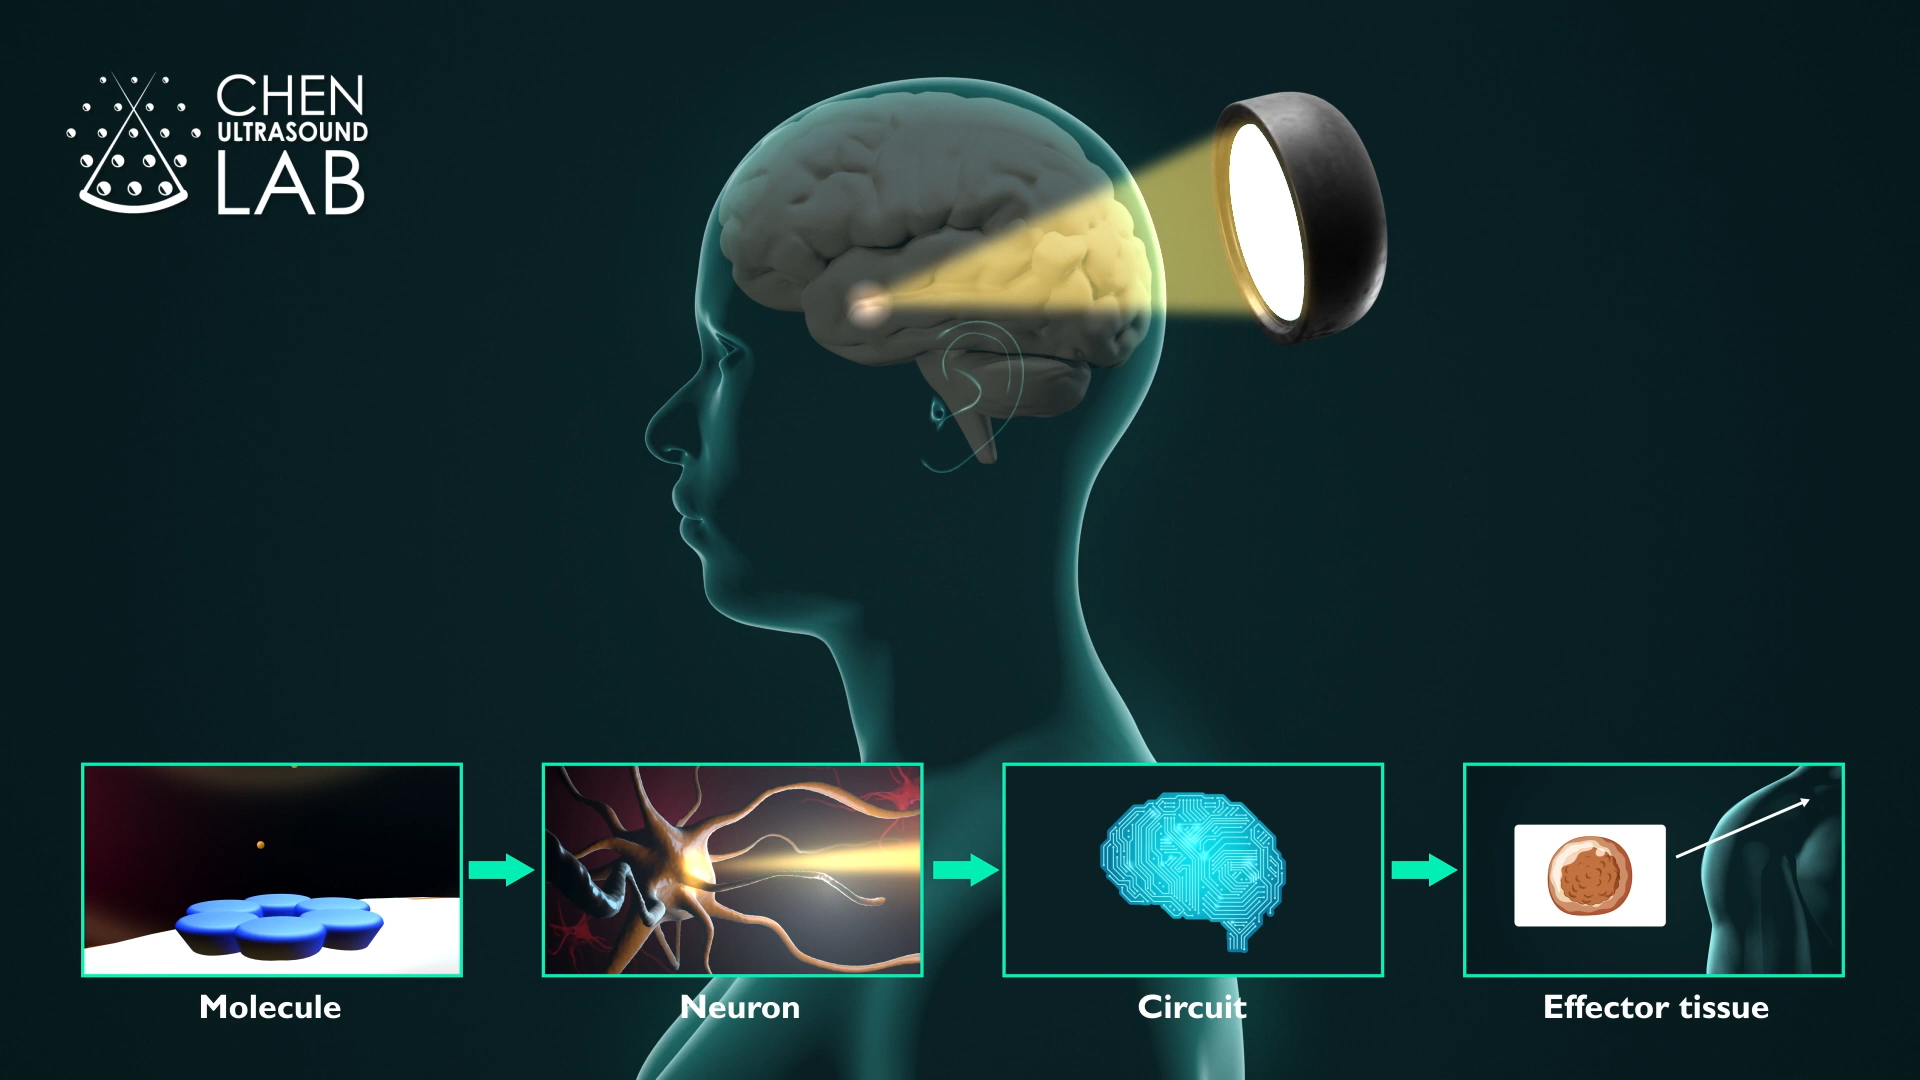 CHEN
ULTRASOUND
LAB
Molecule
Neuron
Circuit
Effector tissue